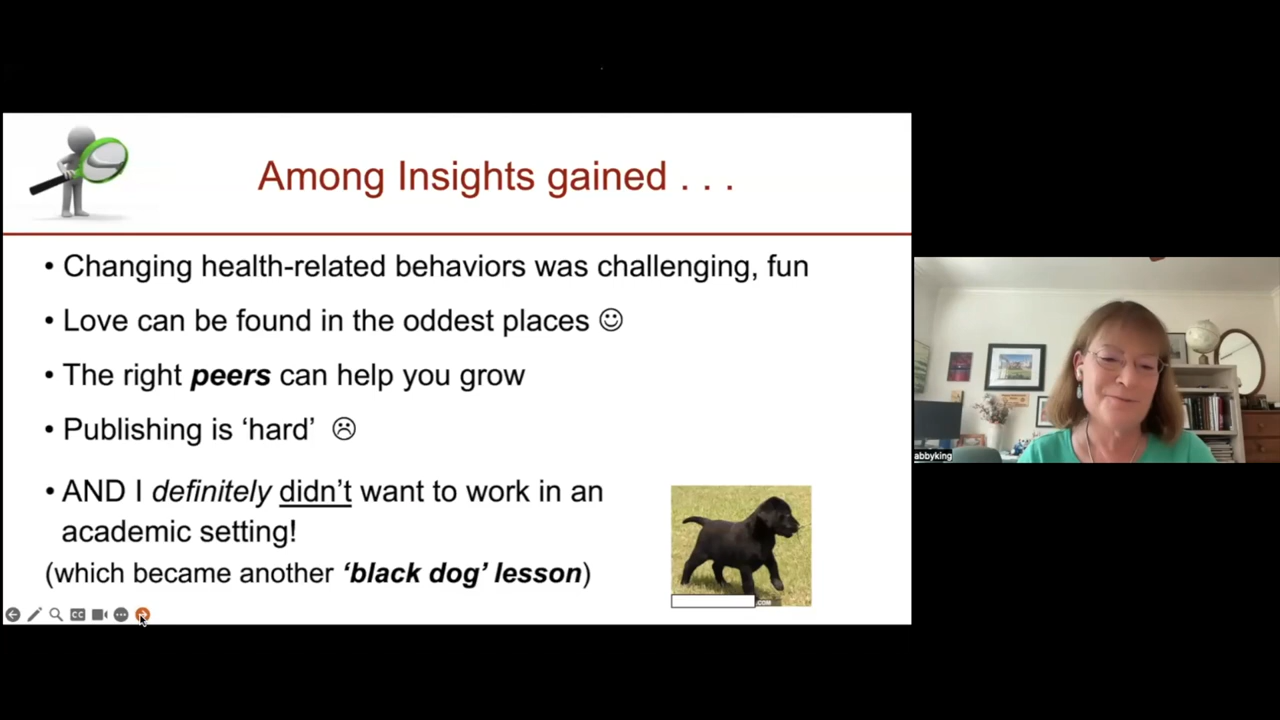 Among Insights gained . . .
• Changing health-related behaviors was challenging, fun
• Love can be found in the oddest places ☺
• The right peers can help you grow
• Publishing is ‘hard’ ☹
• AND I definitely didn’t want to work in an
academic setting!
(which became another ‘black dog’ lesson)
.COM
CC
abbyking